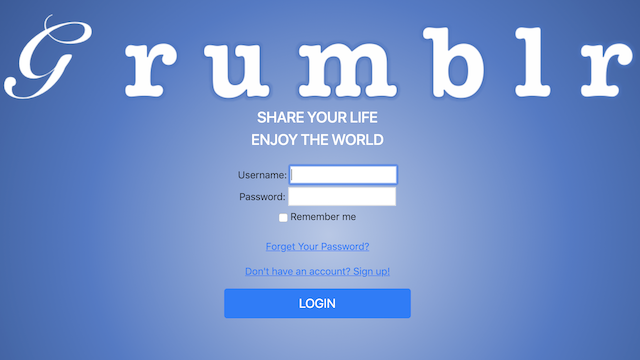 Grumblr
SHARE YOUR LIFE
ENJOY THE WORLD
Username:
Password:
Remember me
Forget Your Password?
Don't have an account? Sign up!
LOGIN